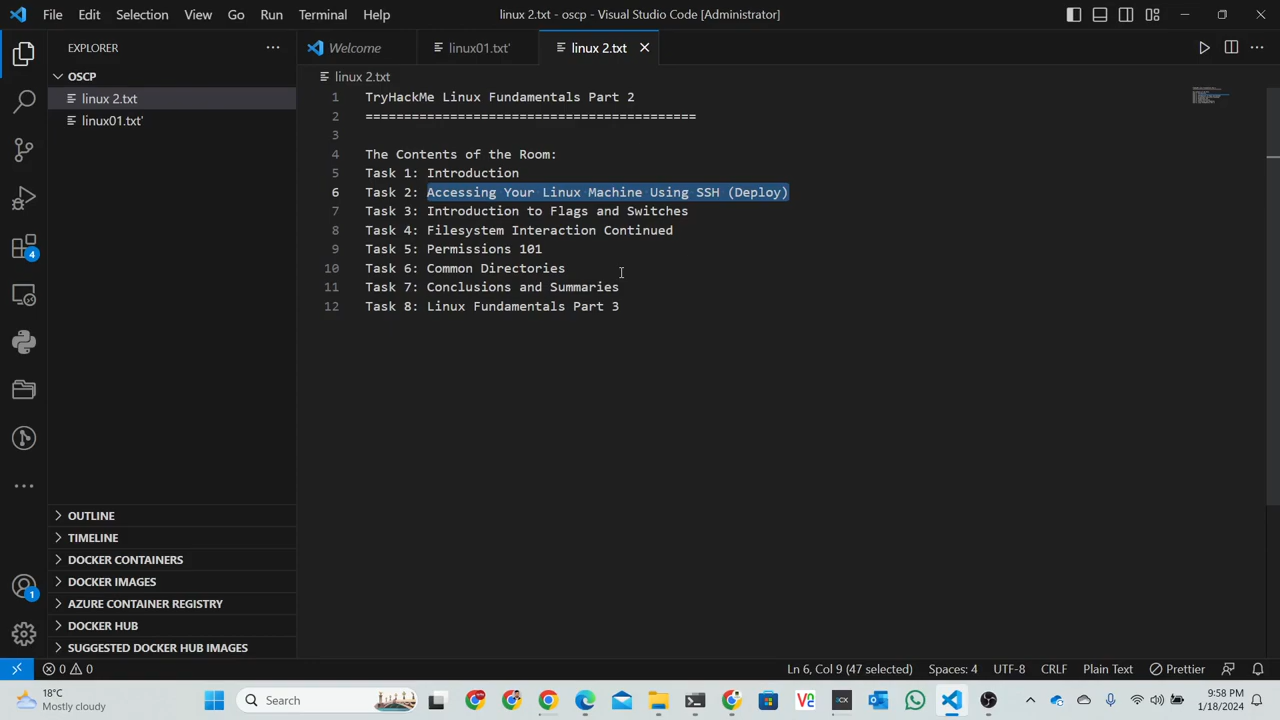 File Edit Selection View Go Run Terminal Help
linux 2.txt - oscp - Visual Studio Code [Administrator]
EXPLORER
Welcome
linux01.txt'
linux 2.txt
OSCP
linux 2.txt
linux01.txt'
linux 2.txt
1 TryHackMe Linux Fundamentals Part 2
2 ===========================================
3
4 The Contents of the Room:
5 Task 1: Introduction
6 Task 2: Accessing Your Linux Machine Using SSH (Deploy)
7 Task 3: Introduction to Flags and Switches
8 Task 4: Filesystem Interaction Continued
9 Task 5: Permissions 101
10 Task 6: Common Directories
11 Task 7: Conclusions and Summaries
12 Task 8: Linux Fundamentals Part 3
4
1
OUTLINE
TIMELINE
DOCKER CONTAINERS
DOCKER IMAGES
AZURE CONTAINER REGISTRY
DOCKER HUB
SUGGESTED DOCKER HUB IMAGES
0 0
Ln 6, Col 9 (47 selected) Spaces: 4 UTF-8 CRLF Plain Text Prettier
18°C
Mostly cloudy
Search
9:58 PM
1/18/2024